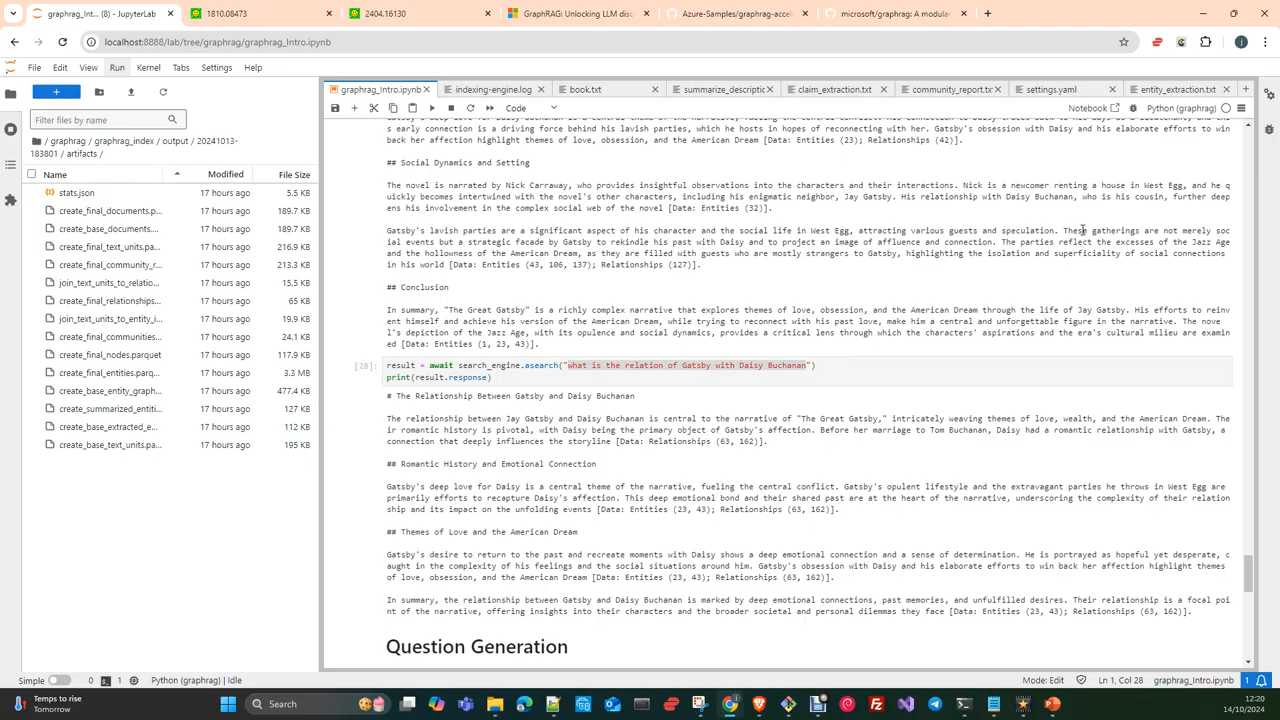 graphrag_Int... (8) - JupyterLab
1810.08473
2404.16130
GraphRAG: Unlocking LLM disc
Azure-Samples/graphrag-accel
microsoft/graphrag: A modular
localhost:8888/lab/tree/graphrag/graphrag_Intro.ipynb
File Edit View Run Kernel Tabs Settings Help
graphrag_Intro.ipynb
indexing-engine.log
book.txt
summarize_descriptic
claim_extraction.txt
community_report.txt
settings.yaml
entity_extraction.txt
Code
Notebook
Python (graphrag)
Filter files by name
/ graphrag / graphrag_index / output / 20241013-
183801 / artifacts /
Name Modified File Size
stats.json 17 hours ago 5.5 KB
create_final_documents.p... 17 hours ago 189.7 KB
create_base_documents.... 17 hours ago 189.7 KB
create_final_text_units.pa... 17 hours ago 216.9 KB
create_final_community_r... 17 hours ago 213.3 KB
join_text_units_to_relatio... 17 hours ago 15.5 KB
create_final_relationships... 17 hours ago 65 KB
join_text_units_to_entity_i... 17 hours ago 19.9 KB
create_final_communities... 17 hours ago 24.1 KB
create_final_nodes.parquet 17 hours ago 117.9 KB
create_final_entities.parq... 17 hours ago 3.3 MB
create_base_entity_graph... 17 hours ago 477.4 KB
create_summarized_entiti... 17 hours ago 127 KB
create_base_extracted_e... 17 hours ago 112 KB
create_base_text_units.pa... 17 hours ago 195 KB
s early connection is a driving force behind his lavish parties, which he hosts in hopes of reconnecting with her. Gatsby's obsession with Daisy and his elaborate efforts to win
back her affection highlight themes of love, obsession, and the American Dream [Data: Entities (23); Relationships (42)].
## Social Dynamics and Setting
The novel is narrated by Nick Carraway, who provides insightful observations into the characters and their interactions. Nick is a newcomer renting a house in West Egg, and he q
uickly becomes intertwined with the novel's other characters, including his enigmatic neighbor, Jay Gatsby. His relationship with Daisy Buchanan, who is his cousin, further deep
ens his involvement in the complex social web of the novel [Data: Entities (32)].
Gatsby's lavish parties are a significant aspect of his character and the social life in West Egg, attracting various guests and speculation. These gatherings are not merely soc
ial events but a strategic facade by Gatsby to rekindle his past with Daisy and to project an image of affluence and connection. The parties reflect the excesses of the Jazz Age
and the hollowness of the American Dream, as they are filled with guests who are mostly strangers to Gatsby, highlighting the isolation and superficiality of social connections
in his world [Data: Entities (43, 106, 137); Relationships (127)].
## Conclusion
In summary, "The Great Gatsby" is a richly complex narrative that explores themes of love, obsession, and the American Dream through the life of Jay Gatsby. His efforts to reinv
ent himself and achieve his version of the American Dream, while trying to reconnect with his past love, make him a central and unforgettable figure in the narrative. The nove
l's depiction of the Jazz Age, with its opulence and social dynamics, provides a critical lens through which the characters' aspirations and the era's cultural milieu are examin
ed [Data: Entities (1, 23, 43)].
[28]: result = await search_engine.asearch("what is the relation of Gatsby with Daisy Buchanan")
print(result.response)
# The Relationship Between Gatsby and Daisy Buchanan
The relationship between Jay Gatsby and Daisy Buchanan is central to the narrative of "The Great Gatsby," intricately weaving themes of love, wealth, and the American Dream. The
ir romantic history is pivotal, with Daisy being the primary object of Gatsby's affection. Before her marriage to Tom Buchanan, Daisy had a romantic relationship with Gatsby, a
connection that deeply influences the storyline [Data: Relationships (63, 162)].
## Romantic History and Emotional Connection
Gatsby's deep love for Daisy is a central theme of the narrative, fueling the central conflict. Gatsby's opulent lifestyle and the extravagant parties he throws in West Egg are
primarily efforts to recapture Daisy's affection. This deep emotional bond and their shared past are at the heart of the narrative, underscoring the complexity of their relation
ship and its impact on the unfolding events [Data: Entities (23, 43); Relationships (63, 162)].
## Themes of Love and the American Dream
Gatsby's desire to return to the past and recreate moments with Daisy shows a deep emotional connection and a sense of determination. He is portrayed as hopeful yet desperate, c
aught in the complexity of his feelings and the social situations around him. Gatsby's obsession with Daisy and his elaborate efforts to win back her affection highlight themes
of love, obsession, and the American Dream [Data: Entities (23, 43); Relationships (63, 162)].
In summary, the relationship between Gatsby and Daisy Buchanan is marked by deep emotional connections, past memories, and unfulfilled desires. Their relationship is a focal poi
nt of the narrative, offering insights into their characters and the broader societal and personal dilemmas they face [Data: Entities (23, 43); Relationships (63, 162)].
Question Generation
Simple 0 1 Python (graphrag) | Idle
Mode: Edit Ln 1, Col 28 graphrag_Intro.ipynb 1
Temps to rise
Tomorrow
Search
12:20
14/10/2024